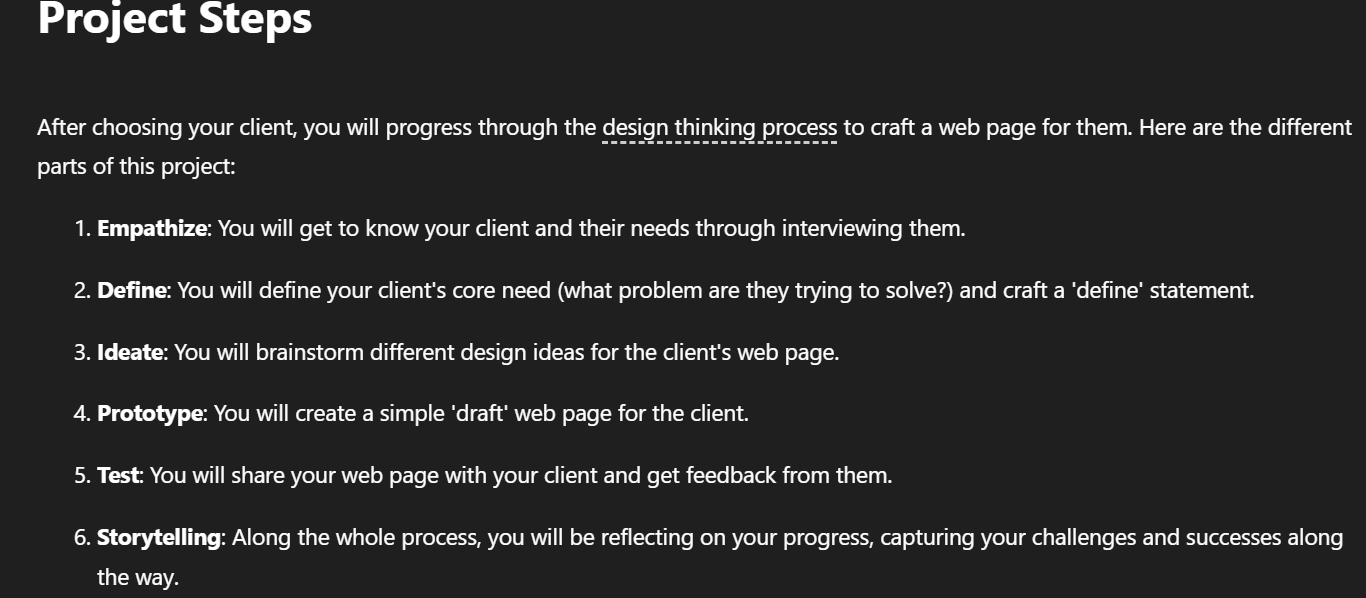 Project Steps
After choosing your client, you will progress through the design thinking process to craft a web page for them. Here are the different
parts of this project:
1. Empathize: You will get to know your client and their needs through interviewing them.
2. Define: You will define your client's core need (what problem are they trying to solve?) and craft a 'define' statement.
3. Ideate: You will brainstorm different design ideas for the client's web page.
4. Prototype: You will create a simple 'draft' web page for the client.
5. Test: You will share your web page with your client and get feedback from them.
6. Storytelling: Along the whole process, you will be reflecting on your progress, capturing your challenges and successes along
the way.